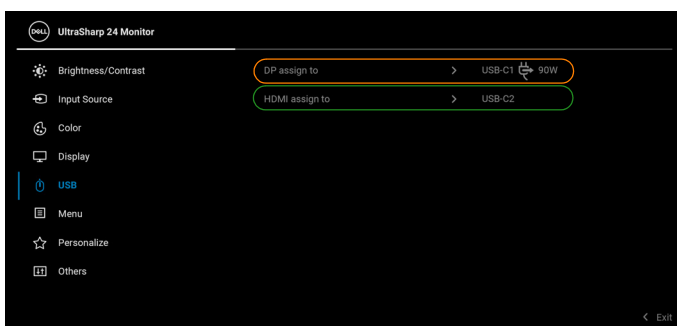 DELL UltraSharp 24 Monitor
Brightness/Contrast
DP assign to > USB-C1 90W
Input Source
HDMI assign to > USB-C2
Color
Display
USB
Menu
Personalize
Others
< Exit